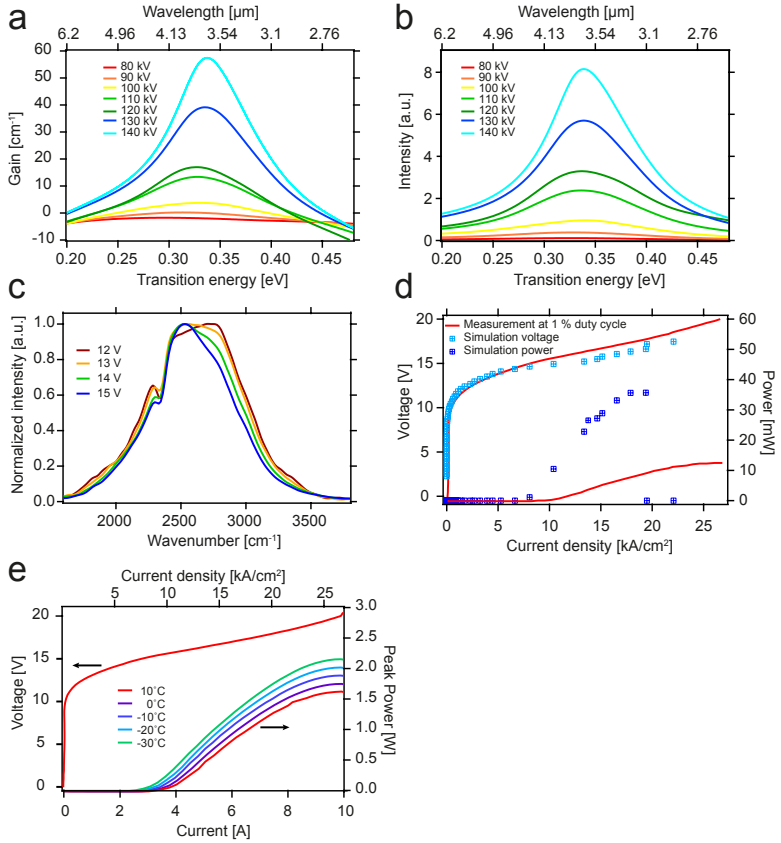 a
Wavelength [µm]
6.2 4.96 4.13 3.54 3.1 2.76
60
50
40
30
20
10
0
-10
Gain [cm⁻¹]
80 kV
90 kV
100 kV
110 kV
120 kV
130 kV
140 kV
0.20 0.25 0.30 0.35 0.40 0.45
Transition energy [eV]
b
Wavelength [µm]
6.2 4.96 4.13 3.54 3.1 2.76
8
6
4
2
0
Intensity [a.u.]
80 kV
90 kV
100 kV
110 kV
120 kV
130 kV
140 kV
0.20 0.25 0.30 0.35 0.40 0.45
Transition energy [eV]
c
1.0
0.8
0.6
0.4
0.2
0.0
Normalized intensity [a.u.]
12 V
13 V
14 V
15 V
2000 2500 3000 3500
Wavenumber [cm⁻¹]
d
20
15
10
5
0
Voltage [V]
Measurement at 1 % duty cycle
Simulation voltage
Simulation power
60
50
40
30
20
10
0
Power [mW]
0 5 10 15 20 25
Current density [kA/cm²]
e
Current density [kA/cm²]
5 10 15 20 25
20
15
10
5
0
Voltage [V]
10˚C
0˚C
-10˚C
-20˚C
-30˚C
3.0
2.5
2.0
1.5
1.0
0.5
0.0
Peak Power [W]
0 2 4 6 8 10
Current [A]